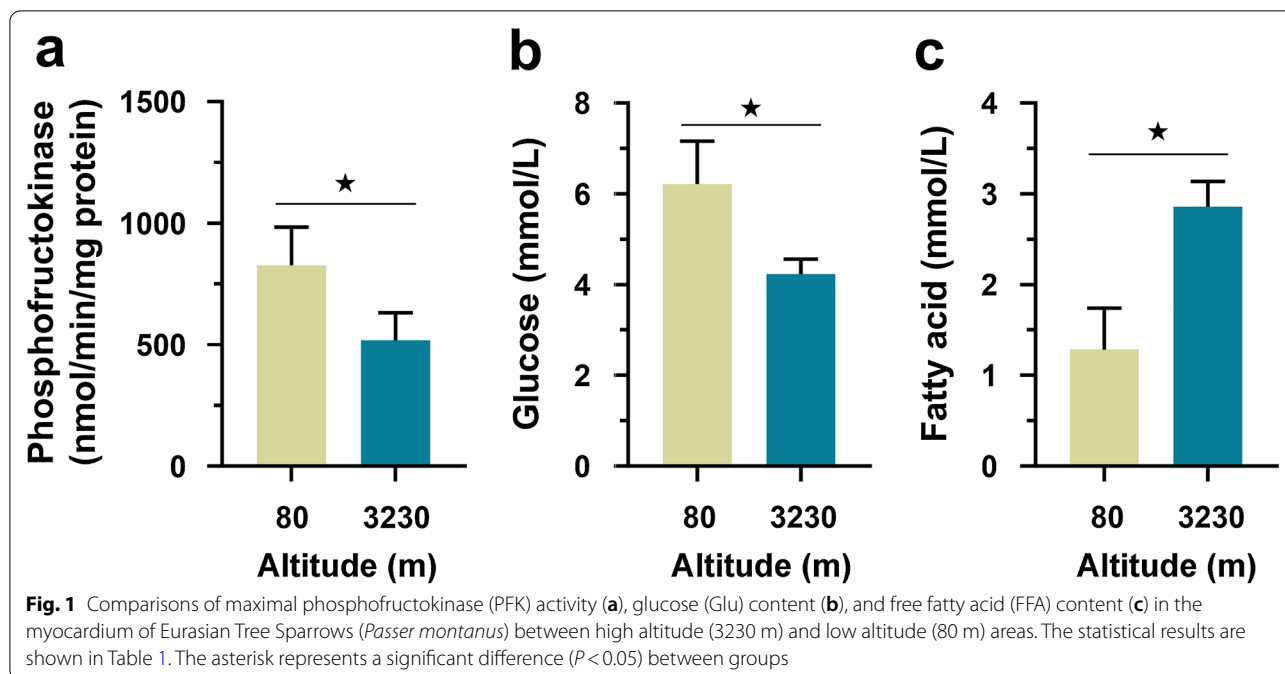 a
Phosphofructokinase
(nmol/min/mg protein)
1500
1000
500
0
★
80
3230
Altitude (m)
b
Glucose (mmol/L)
8
6
4
2
0
★
80
3230
Altitude (m)
c
Fatty acid (mmol/L)
4
3
2
1
0
★
80
3230
Altitude (m)
Fig. 1 Comparisons of maximal phosphofructokinase (PFK) activity (a), glucose (Glu) content (b), and free fatty acid (FFA) content (c) in the
myocardium of Eurasian Tree Sparrows (Passer montanus) between high altitude (3230 m) and low altitude (80 m) areas. The statistical results are
shown in Table 1. The asterisk represents a significant difference (P < 0.05) between groups